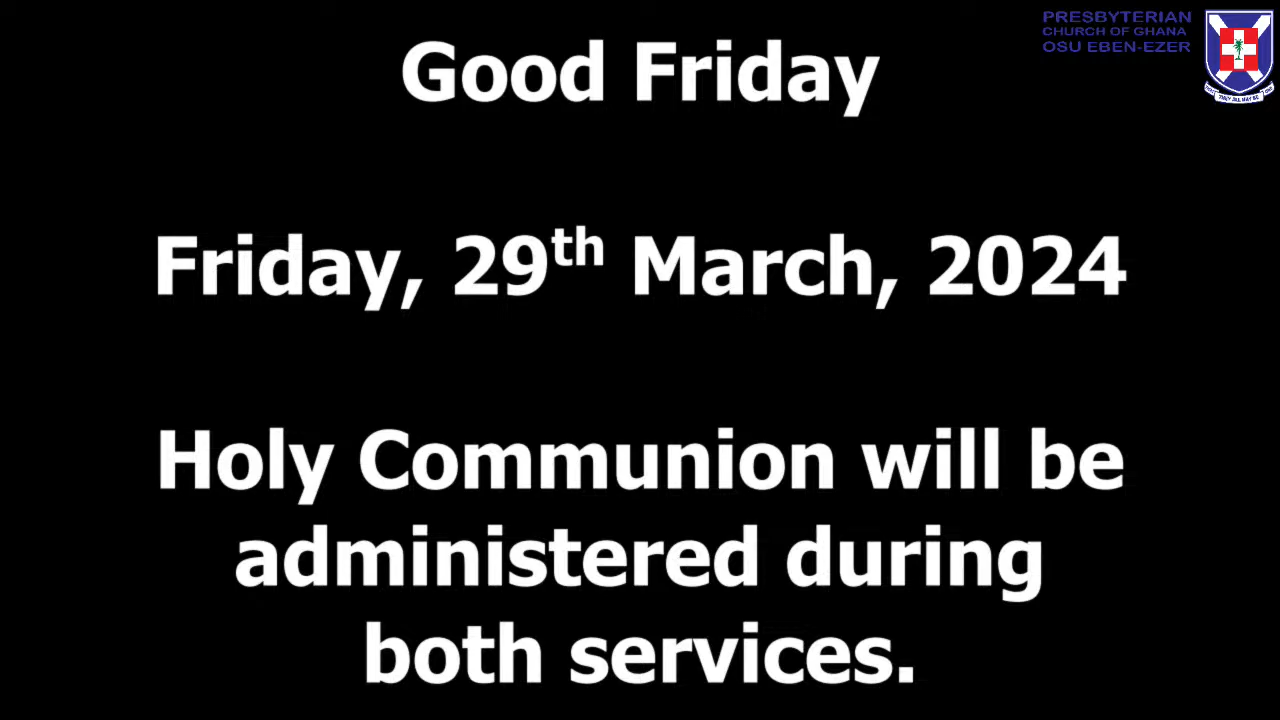 PRESBYTERIAN
CHURCH OF GHANA
OSU EBEN-EZER
Good Friday
Friday, 29th March, 2024
Holy Communion will be
administered during
both services.